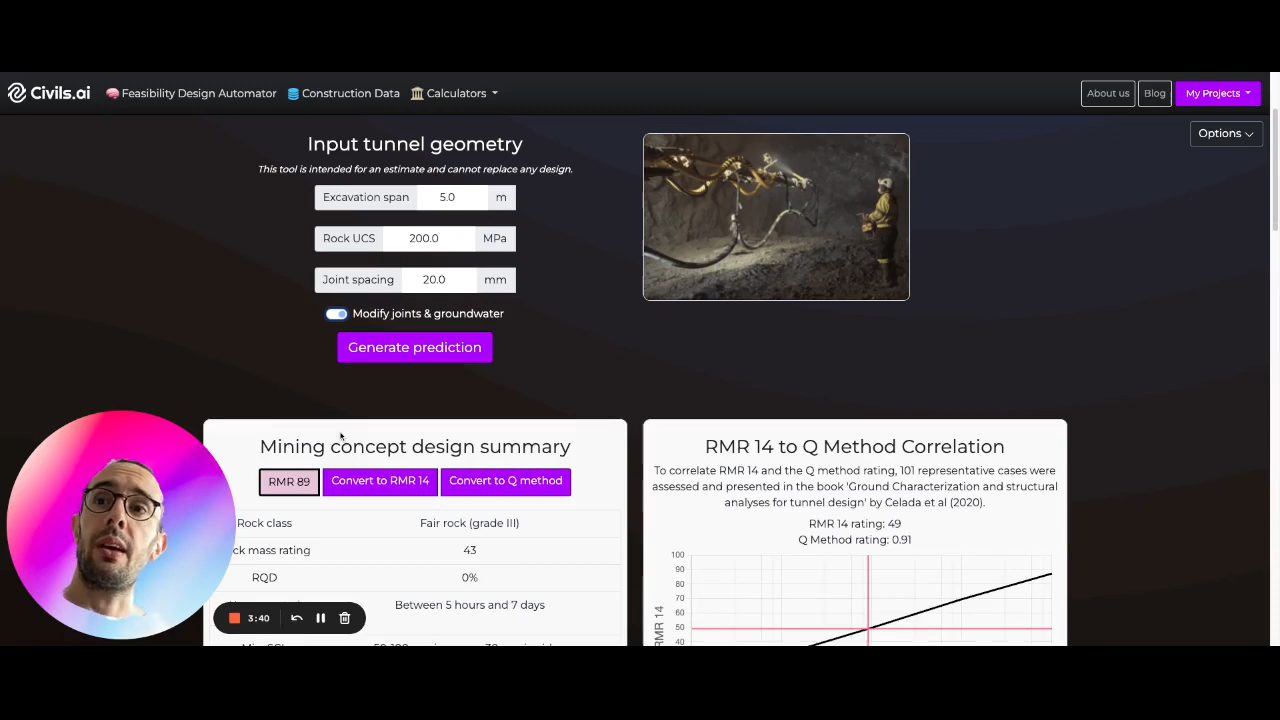 Civils.ai
Feasibility Design Automator
Construction Data
Calculators
About us
Blog
My Projects
Options
Input tunnel geometry
This tool is intended for an estimate and cannot replace any design.
Excavation span 5.0 m
Rock UCS 200.0 MPa
Joint spacing 20.0 mm
Modify joints & groundwater
Generate prediction
Mining concept design summary
RMR 89
Convert to RMR 14
Convert to Q method
Rock class Fair rock (grade III)
ck mass rating 43
RQD 0%
Between 5 hours and 7 days
3:40
RMR 14 to Q Method Correlation
To correlate RMR 14 and the Q method rating, 101 representative cases were
assessed and presented in the book 'Ground Characterization and structural
analyses for tunnel design' by Celada et al (2020).
RMR 14 rating: 49
Q Method rating: 0.91
100
90
80
70
60
50
40
RMR 14